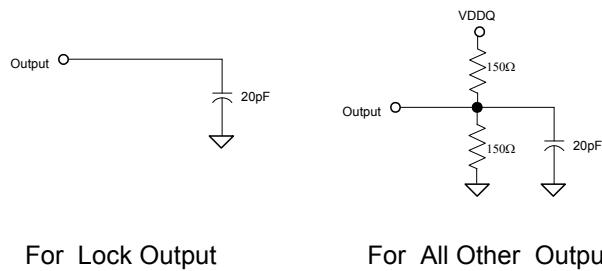 VDDQ
Output
20pF
150Ω
Output
150Ω
20pF
For Lock Output
For All Other Outpu